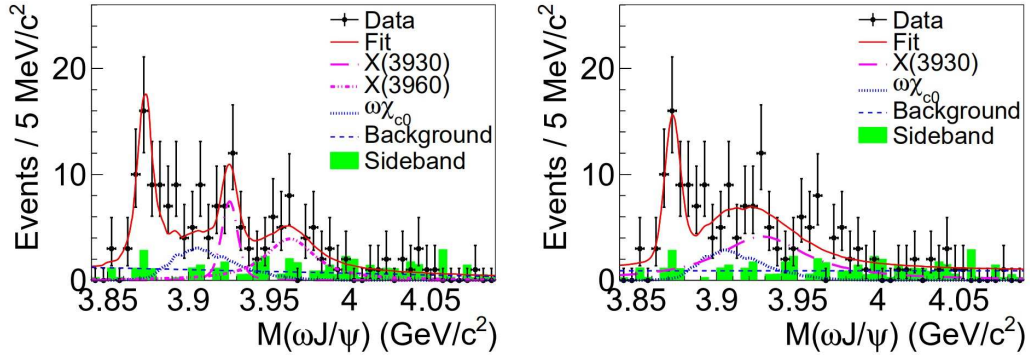 Events / 5 MeV/c²
20
10
0
Data
Fit
X(3930)
X(3960)
ωχc0
Background
Sideband
3.85 3.9 3.95 4 4.05
M(ωJ/ψ) (GeV/c²)
Events / 5 MeV/c²
20
10
0
Data
Fit
X(3930)
ωχc0
Background
Sideband
3.85 3.9 3.95 4 4.05
M(ωJ/ψ) (GeV/c²)